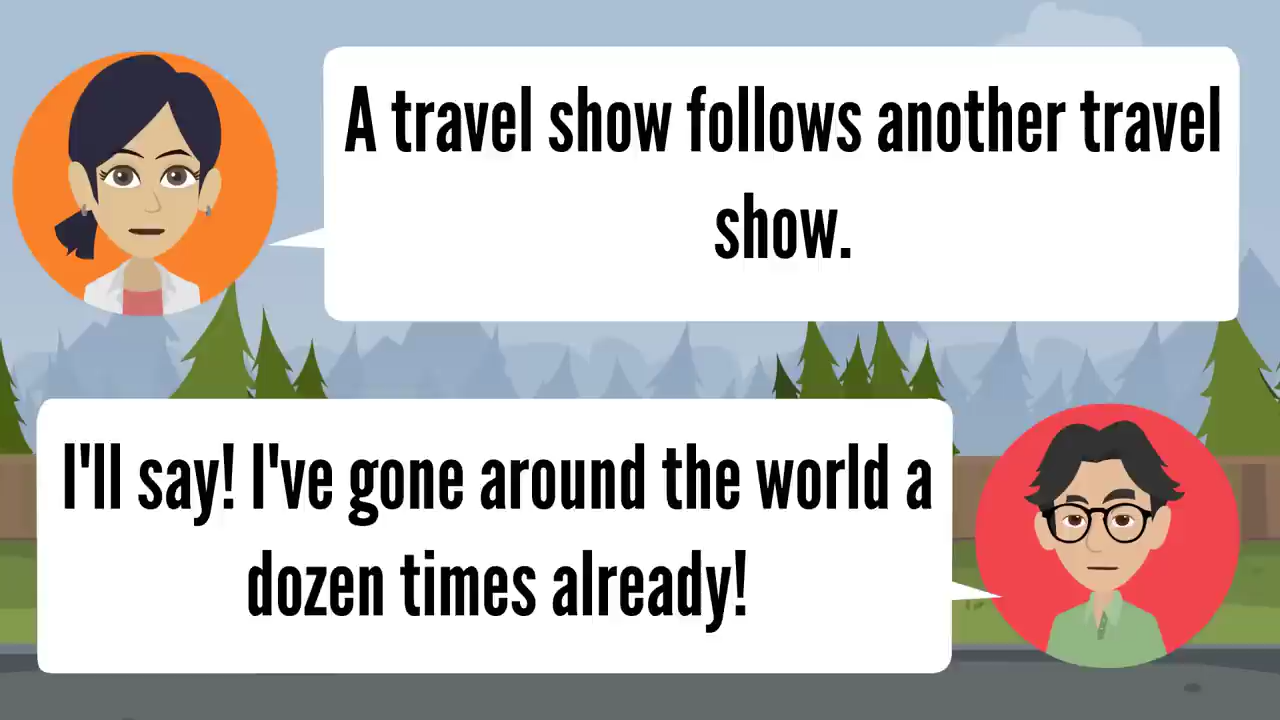 A travel show follows another travel
show.
I'll say! I've gone around the world a
dozen times already!